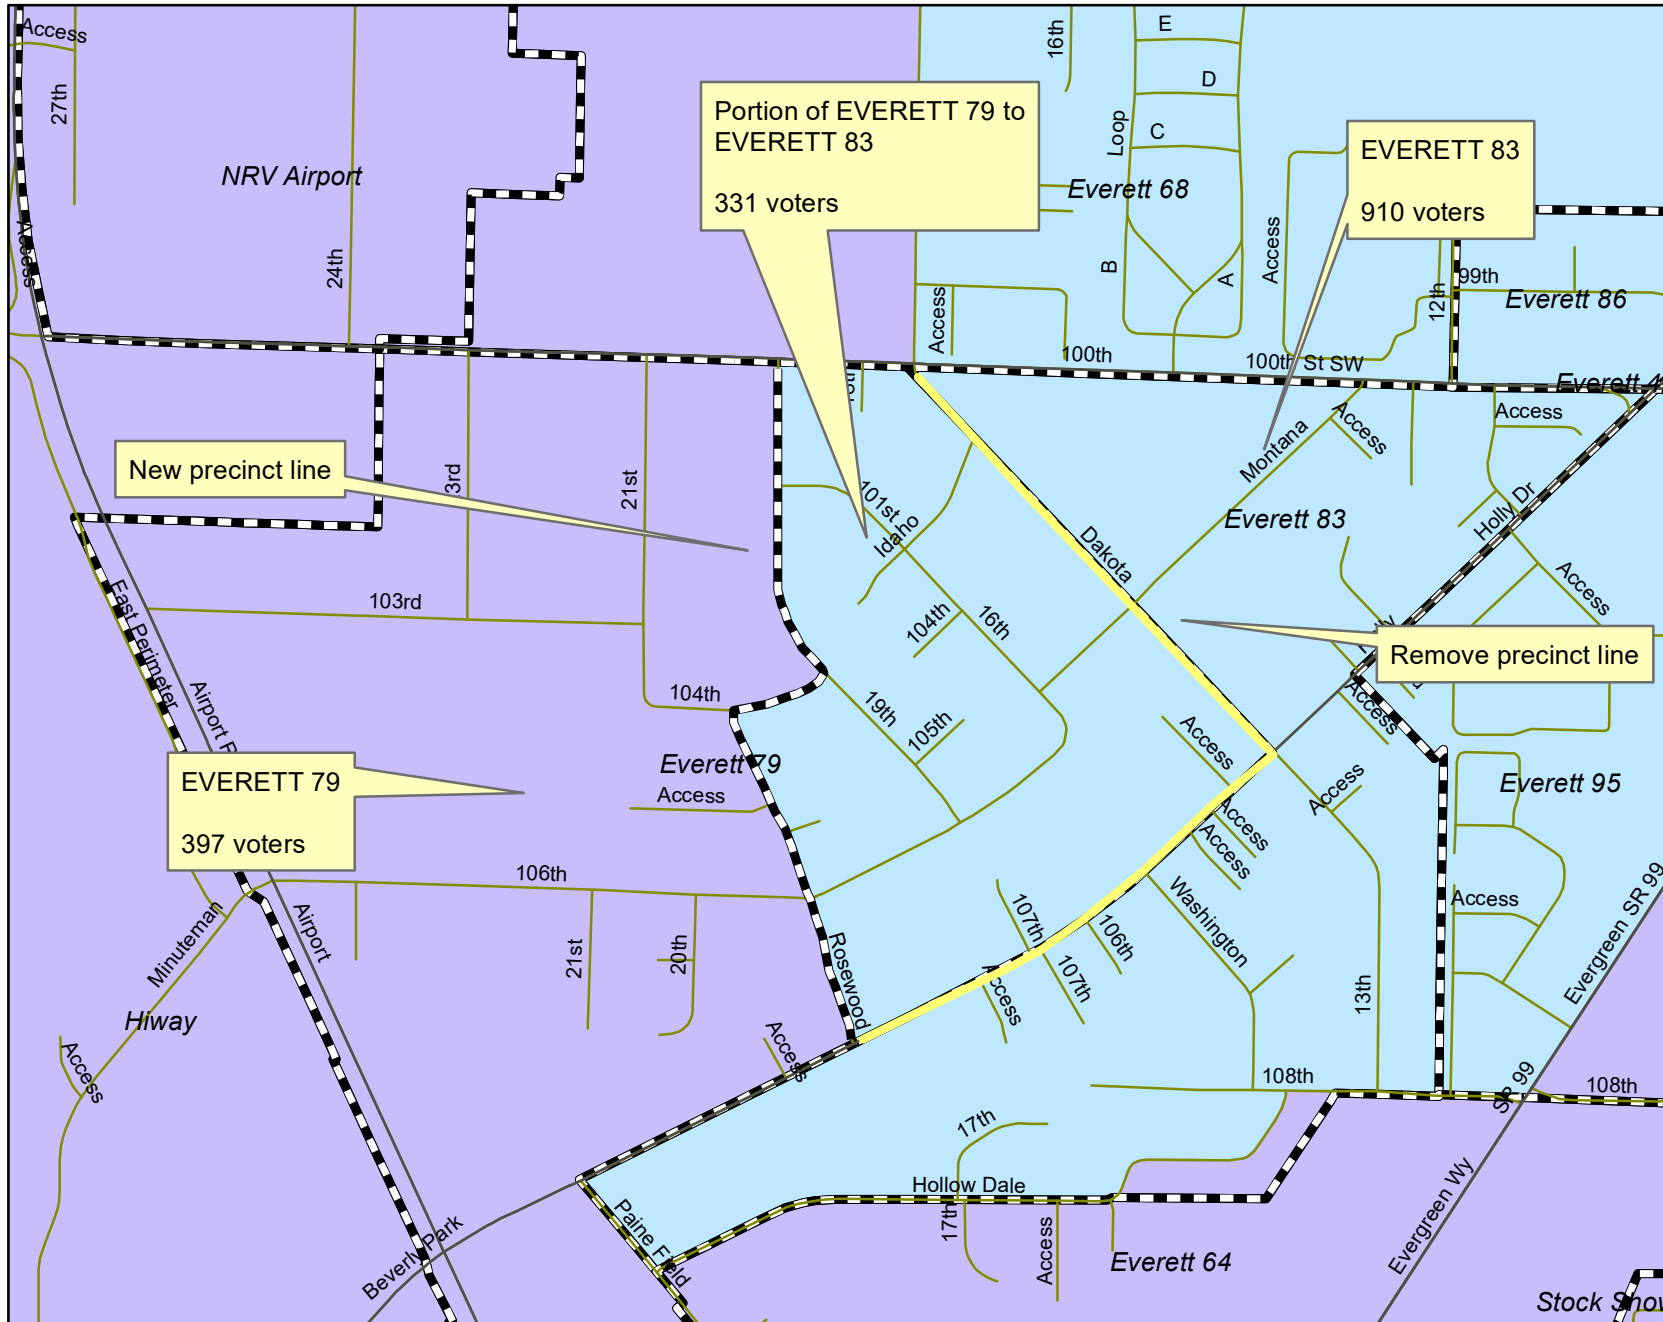 Access
27th
NRV Airport
24th
Access
Portion of EVERETT 79 to
EVERETT 83
331 voters
16th
E
D
C
Loop
B
A
Everett 68
Access
EVERETT 83
910 voters
Access
12th
99th
Everett 86
100th
100th St SW
Everett 4
New precinct line
3rd
21st
101st
Idaho
Dakota
Montana
Access
Access
Everett 83
Holly Dr
Access
103rd
East Perimeter
104th
16th
Remove precinct line
Airport
104th
19th
105th
Access
Access
Everett 79
Access
EVERETT 79
397 voters
Access
Access
Access
Everett 95
106th
Access
Minuteman
Airport
21st
20th
Rosewood
107th
106th
107th
Washington
Access
13th
Evergreen SR 99
Hiway
Access
Access
108th
SR 99
108th
17th
Hollow Dale
17th
Access
Paine Field
Beverly Park
Everett 64
Evergreen Wy
Stock Show